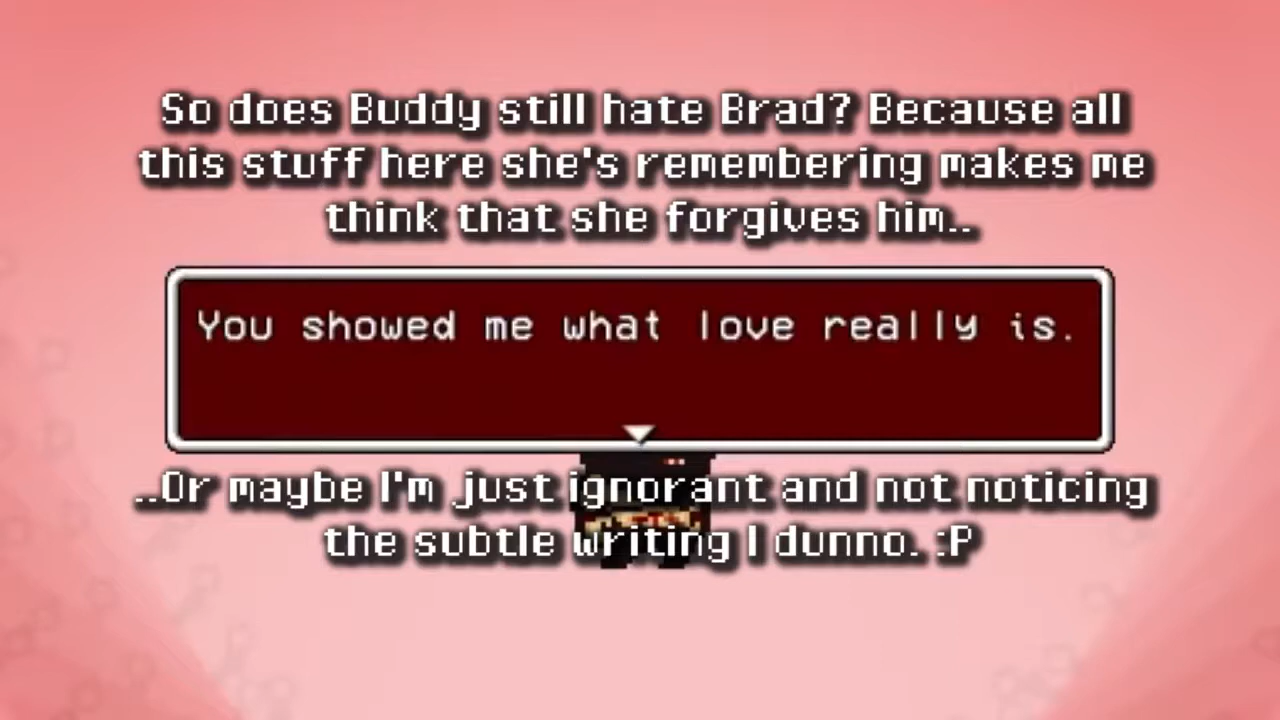 So does Buddy still hate Brad? Because all
this stuff here she's remembering makes me
think that she forgives him..
You showed me what love really is.
..Or maybe I'm just ignorant and not noticing
the subtle writing I dunno. :P